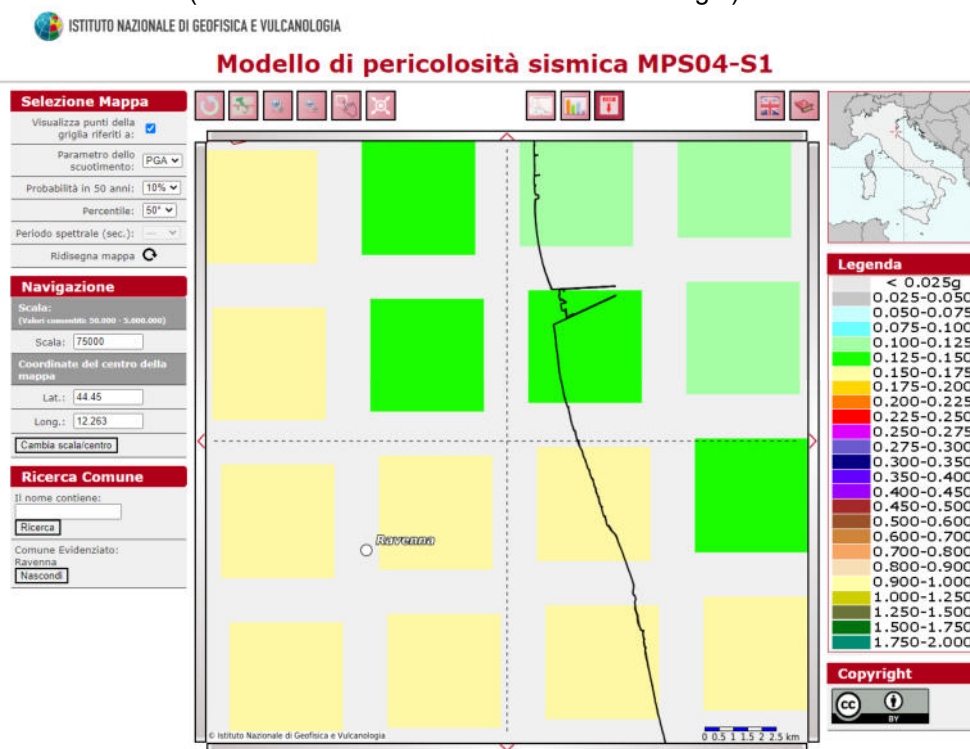 ISTITUTO NAZIONALE DI GEOFISICA E VULCANOLOGIA
Modello di pericolosità sismica MPS04-S1
Selezione Mappa
Visualizza punti della
griglia riferiti a:
Parametro dello
scuotimento:
PGA
Probabilità in 50 anni: 10%
Percentile: 50°
Periodo spettrale (sec.): ---
Ridisegna mappa
Navigazione
Scala:
(Valori consentiti: 50.000 - 5.000.000)
Scala: 75000
Coordinate del centro della
mappa
Lat.: 44.45
Long.: 12.263
Cambia scala/centro
Ricerca Comune
Il nome contiene:
Ricerca
Comune Evidenziato:
Ravenna
Nascondi
Ravenna
© Istituto Nazionale di Geofisica e Vulcanologia
0 0.5 1 1.5 2 2.5 km
Legenda
< 0.025g
0.025-0.050
0.050-0.075
0.075-0.100
0.100-0.125
0.125-0.150
0.150-0.175
0.175-0.200
0.200-0.225
0.225-0.250
0.250-0.275
0.275-0.300
0.300-0.350
0.350-0.400
0.400-0.450
0.450-0.500
0.500-0.600
0.600-0.700
0.700-0.800
0.800-0.900
0.900-1.000
1.000-1.250
1.250-1.500
1.500-1.750
1.750-2.000
Copyright
cc
BY